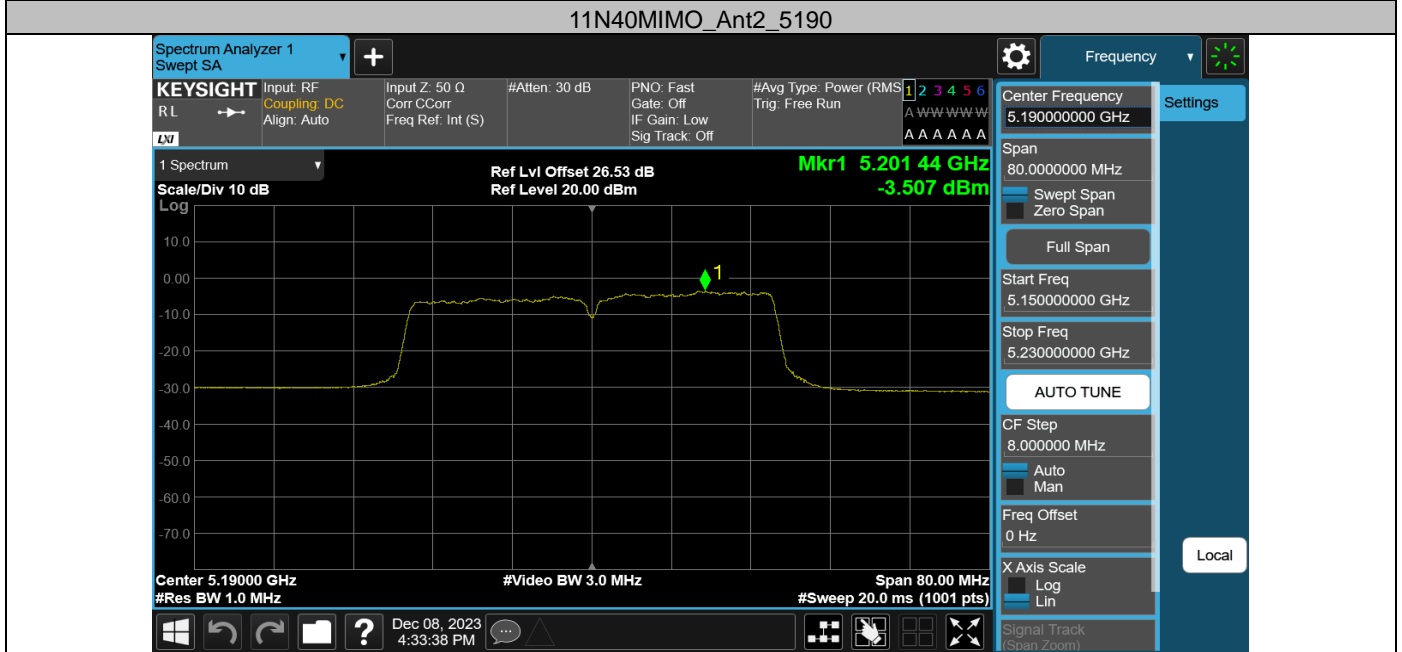 11N40MIMO_Ant2_5190
Spectrum Analyzer 1
Swept SA
+
Frequency
KEYSIGHT
RL
LXI
Input: RF
Coupling: DC
Align: Auto
Input Z: 50 Ω
Corr CCorr
Freq Ref: Int (S)
#Atten: 30 dB
PNO: Fast
Gate: Off
IF Gain: Low
Sig Track: Off
#Avg Type: Power (RMS
Trig: Free Run
1 2 3 4 5 6
A W W W W W
A A A A A A
Settings
Center Frequency
5.190000000 GHz
Span
80.0000000 MHz
Swept Span
Zero Span
Full Span
Start Freq
5.150000000 GHz
Stop Freq
5.230000000 GHz
AUTO TUNE
CF Step
8.000000 MHz
Auto
Man
Freq Offset
0 Hz
X Axis Scale
Log
Lin
Signal Track
(Span Zoom)
Local
1 Spectrum
Scale/Div 10 dB
Log
Ref Lvl Offset 26.53 dB
Ref Level 20.00 dBm
Mkr1 5.201 44 GHz
-3.507 dBm
1
10.0
0.00
-10.0
-20.0
-30.0
-40.0
-50.0
-60.0
-70.0
Center 5.19000 GHz
#Res BW 1.0 MHz
#Video BW 3.0 MHz
Span 80.00 MHz
#Sweep 20.0 ms (1001 pts)
?
Dec 08, 2023
4:33:38 PM